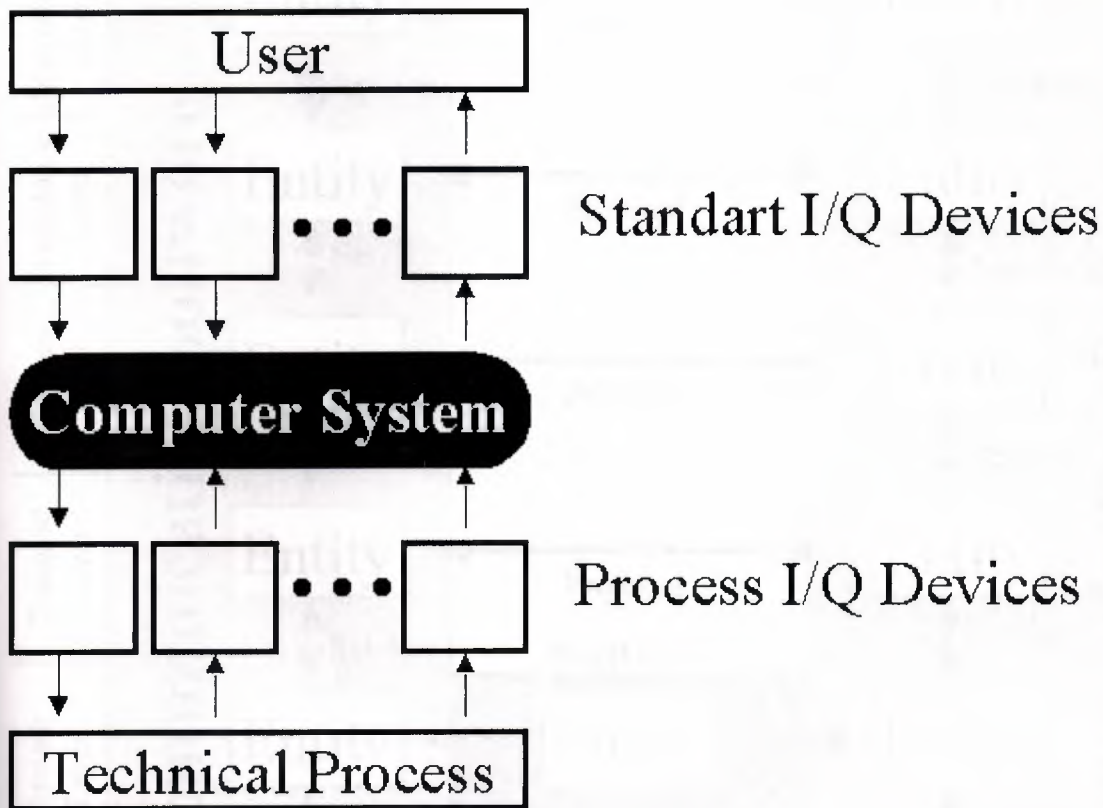 User
Standart I/Q Devices
Computer System
Process I/Q Devices
Technical Process